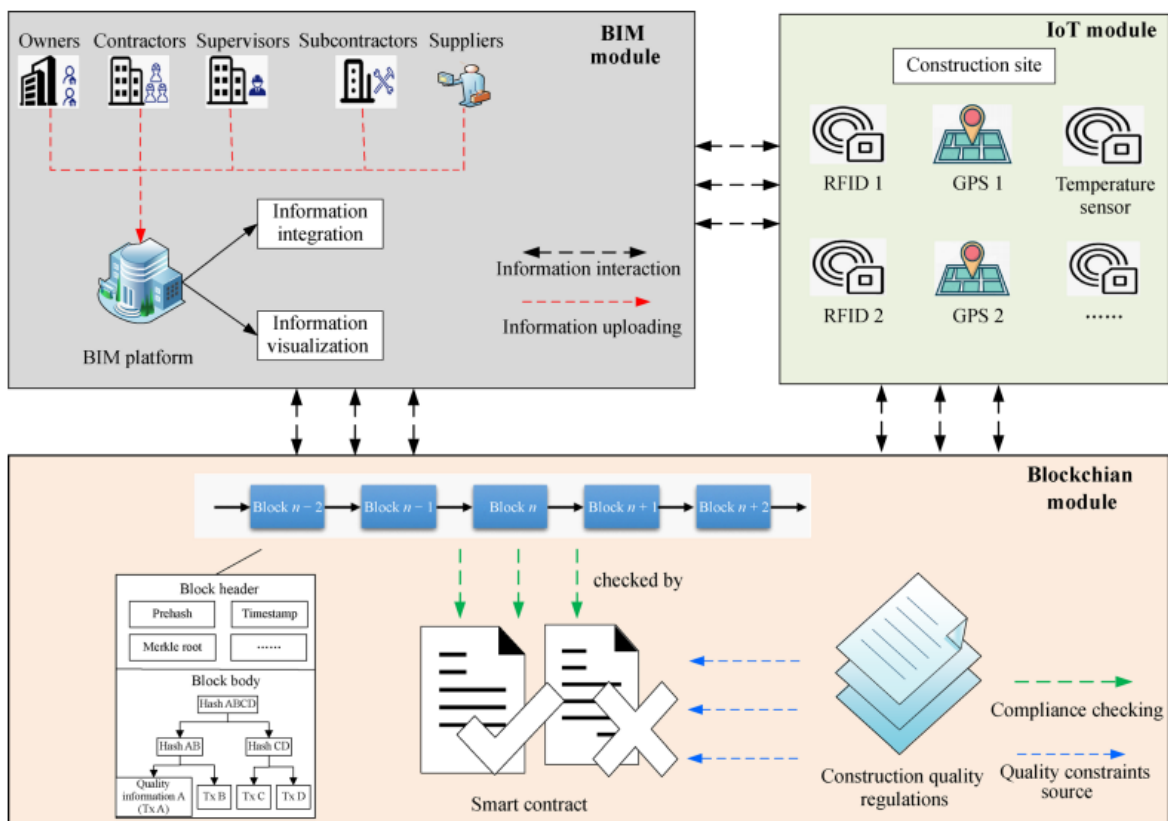 BIM
module
Owners
Contractors
Supervisors
Subcontractors
Suppliers
Information
integration
Information
visualization
BIM platform
Information interaction
Information uploading
IoT module
Construction site
RFID 1
GPS 1
Temperature
sensor
RFID 2
GPS 2
......
Blockchian
module
Block n − 2
Block n − 1
Block n
Block n + 1
Block n + 2
checked by
Block header
Prehash
Timestamp
Merkle root
......
Block body
Hash ABCD
Hash AB
Hash CD
Quality
information A
(Tx A)
Tx B
Tx C
Tx D
Smart contract
Construction quality
regulations
Compliance checking
Quality constraints
source